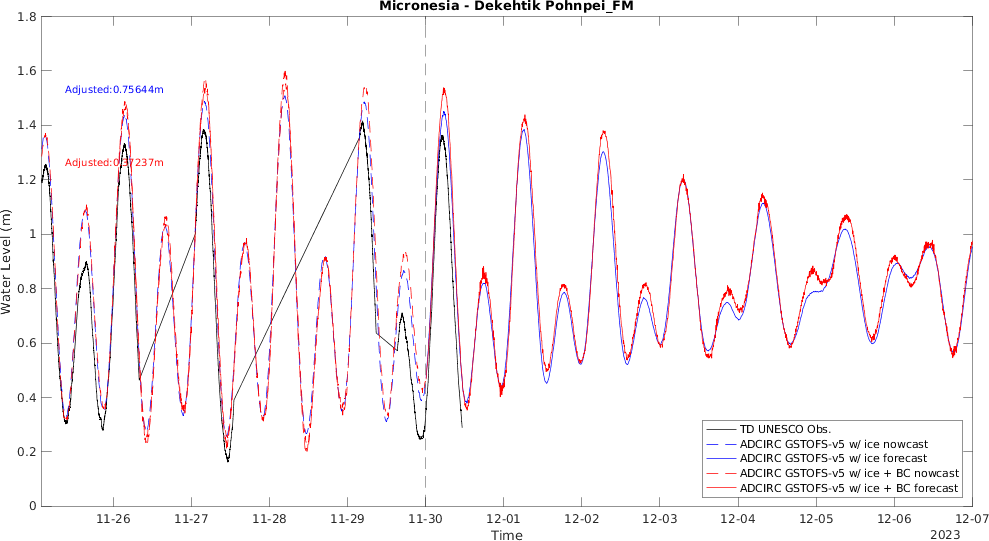 Micronesia - Dekehtik Pohnpei_FM
1.8
1.6
1.4
1.2
1
0.8
0.6
0.4
0.2
0
Water Level (m)
Adjusted:0.75644m
Adjusted:0.37237m
TD UNESCO Obs.
ADCIRC GSTOFS-v5 w/ ice nowcast
ADCIRC GSTOFS-v5 w/ ice forecast
ADCIRC GSTOFS-v5 w/ ice + BC nowcast
ADCIRC GSTOFS-v5 w/ ice + BC forecast
11-26 11-27 11-28 11-29 11-30 12-01 12-02 12-03 12-04 12-05 12-06 12-07
Time
2023